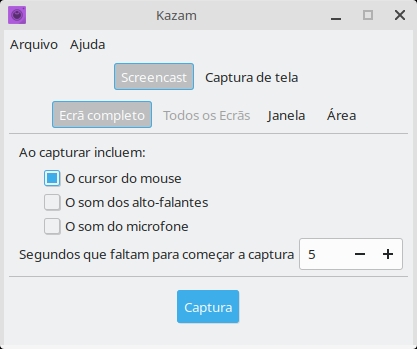 Kazam
Arquivo Ajuda
Screencast Captura de tela
Ecrã completo Todos os Ecrãs Janela Área
Ao capturar incluem:
O cursor do mouse
O som dos alto-falantes
O som do microfone
Segundos que faltam para começar a captura 5
Captura